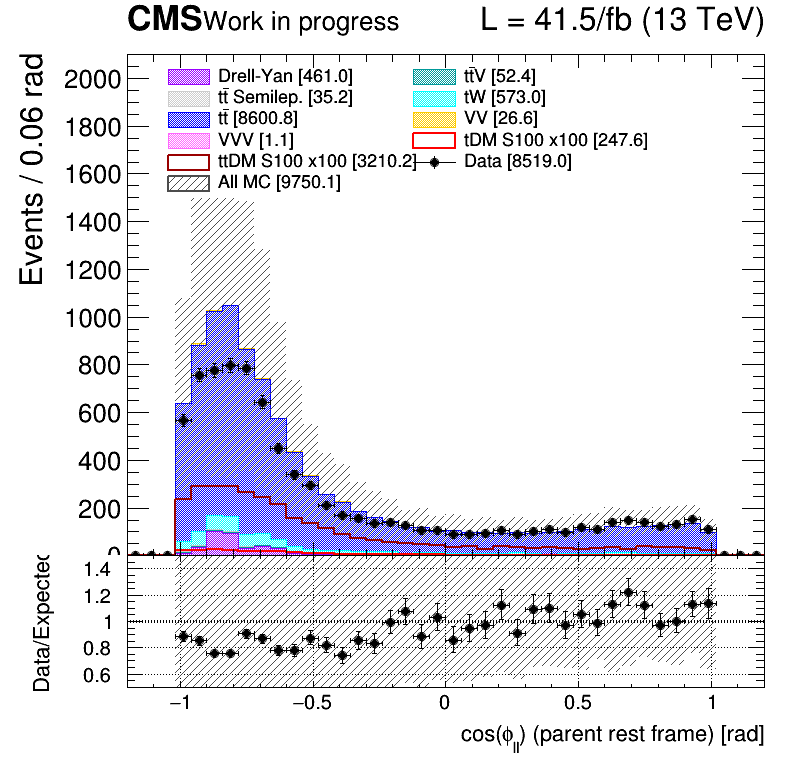 CMS Work in progress L = 41.5/fb (13 TeV)
Events / 0.06 rad
2000
1800
1600
1400
1200
1000
800
600
400
200
0
Drell-Yan [461.0]
tt̄V [52.4]
tt̄ Semilep. [35.2]
tW [573.0]
tt̄ [8600.8]
VV [26.6]
VVV [1.1]
tDM S100 x100 [247.6]
ttDM S100 x100 [3210.2]
Data [8519.0]
All MC [9750.1]
Data/Expected
1.4
1.2
1
0.8
0.6
−1 −0.5 0 0.5 1
cos(ϕ_ll) (parent rest frame) [rad]